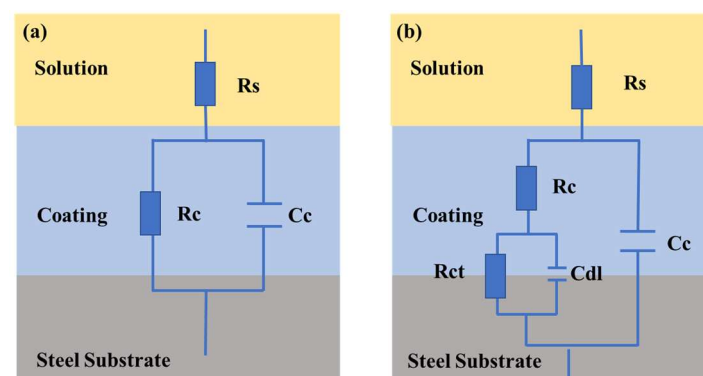 (a)
Solution
Rs
Coating
Rc
Cc
Steel Substrate
(b)
Solution
Rs
Rc
Coating
Cc
Rct
Cdl
Steel Substrate